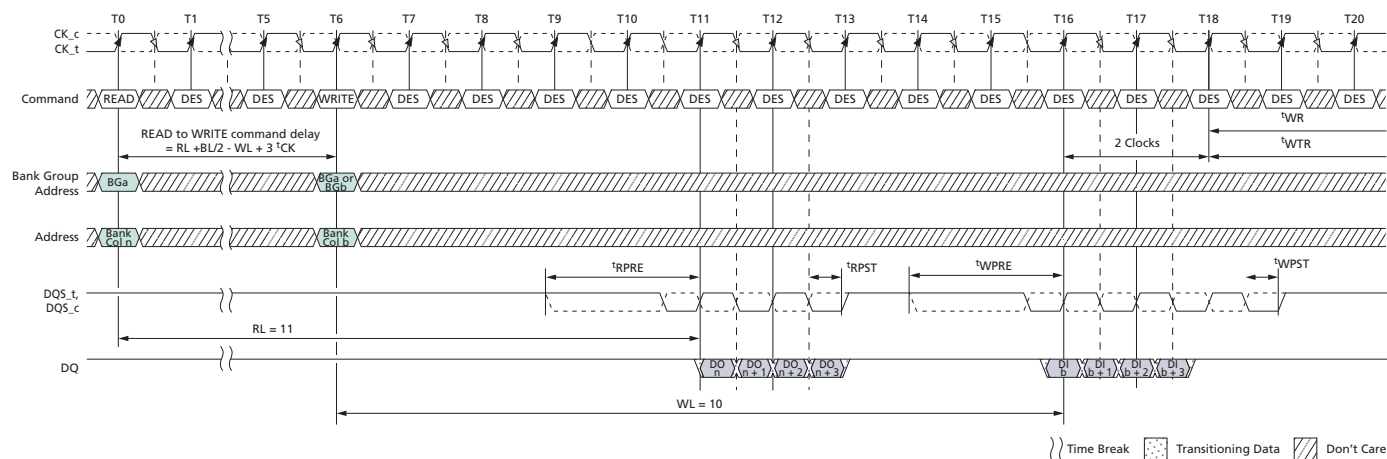 T0 T1 T5 T6 T7 T8 T9 T10 T11 T12 T13 T14 T15 T16 T17 T18 T19 T20
CK_c
CK_t
Command READ DES DES WRITE DES DES DES DES DES DES DES DES DES DES DES DES DES DES
READ to WRITE command delay
= RL +BL/2 - WL + 3 tCK
tWR
2 Clocks
tWTR
Bank Group
Address
BGa
BGa or
BGb
Address
Bank
Col n
Bank
Col b
tRPRE tRPST tWPRE tWPST
DQS_t,
DQS_c
RL = 11
DQ
DO
n
DO
n + 1
DO
n + 2
DO
n + 3
DI
b
DI
b + 1
DI
b + 2
DI
b + 3
WL = 10
Time Break Transitioning Data Don't Care